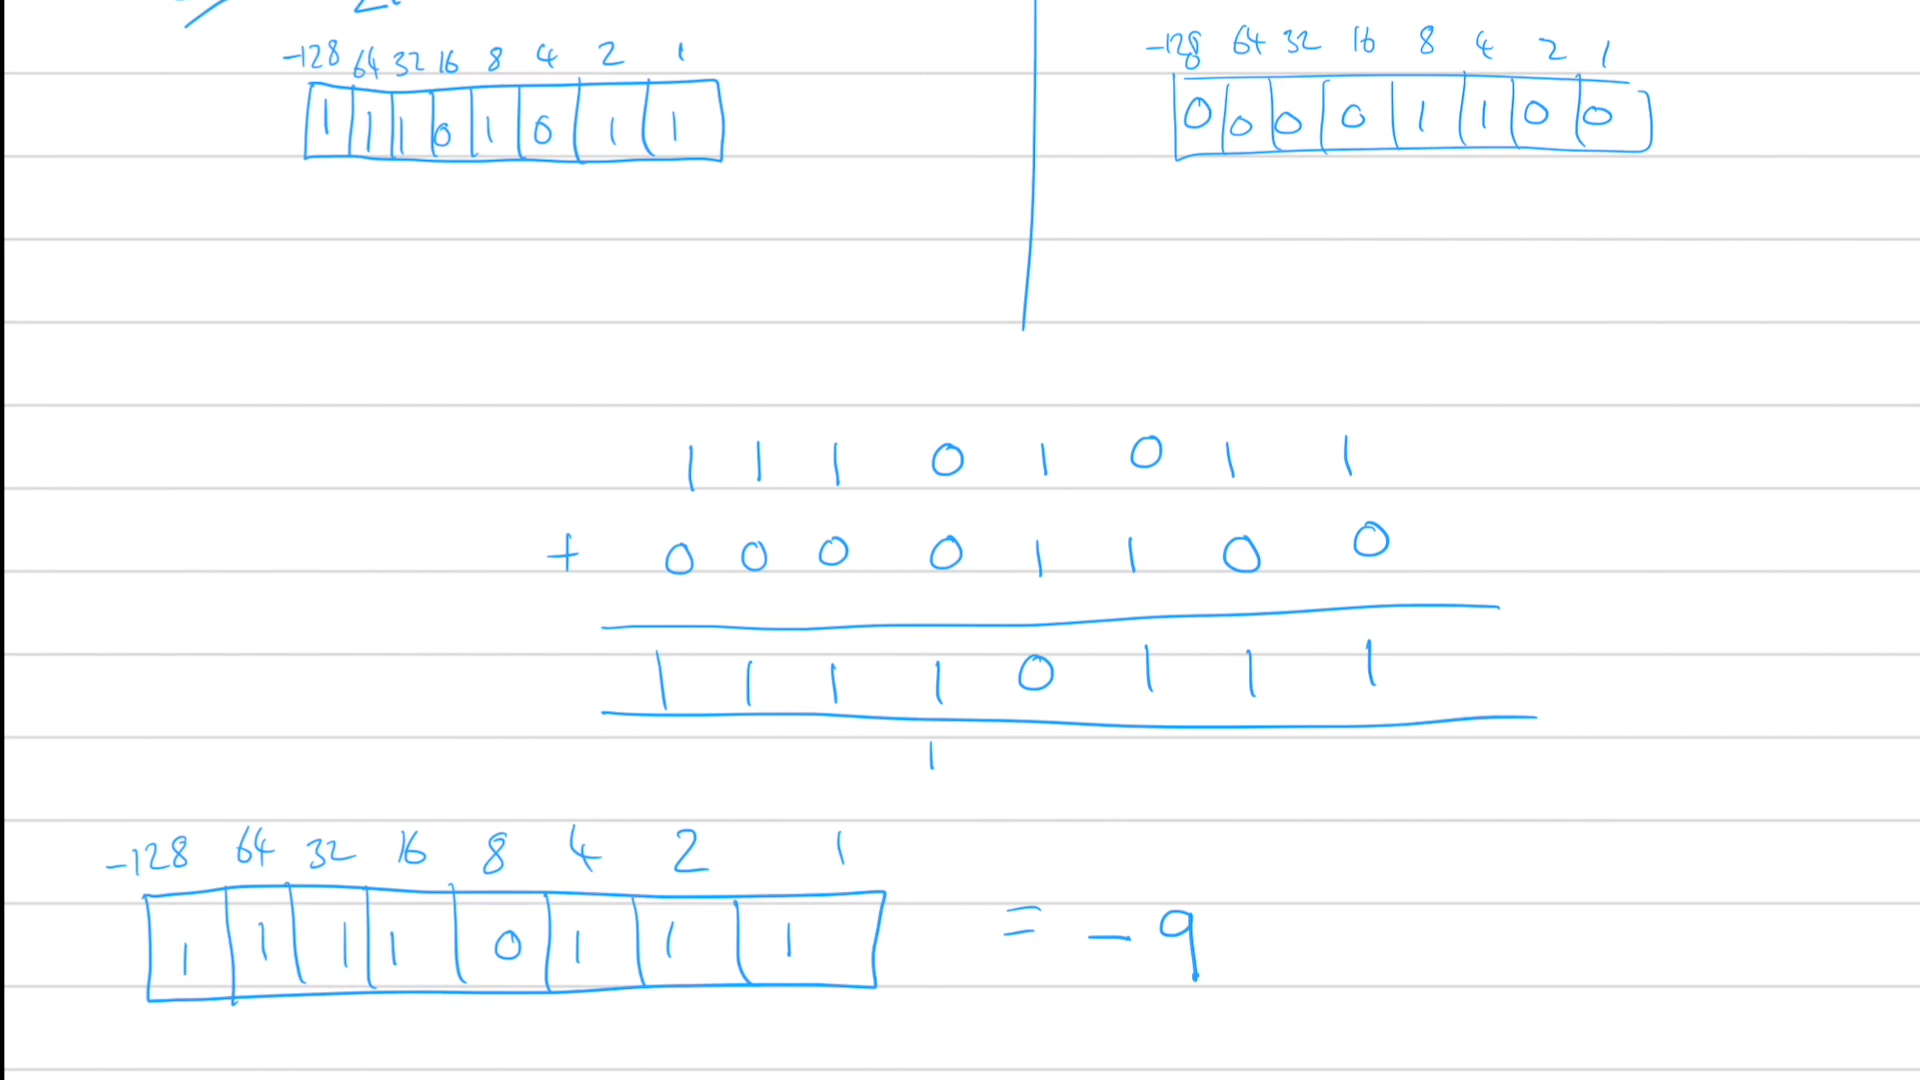 -128 64 32 16 8 4 2 1
1 1 1 0 1 0 1 1
-128 64 32 16 8 4 2 1
0 0 0 0 1 1 0 0
1 1 1 0 1 0 1 1
+ 0 0 0 0 1 1 0 0
1 1 1 1 0 1 1 1
1
-128 64 32 16 8 4 2 1
1 1 1 1 0 1 1 1 = - 9